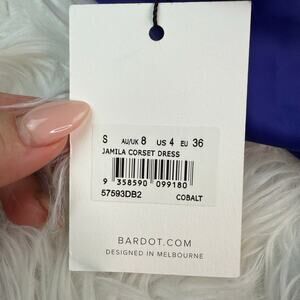 S AU/UK 8 US 4 EU 36
JAMILA CORSET DRESS
9 358590 099180
57593DB2 COBALT
BARDOT.COM
DESIGNED IN MELBOURNE